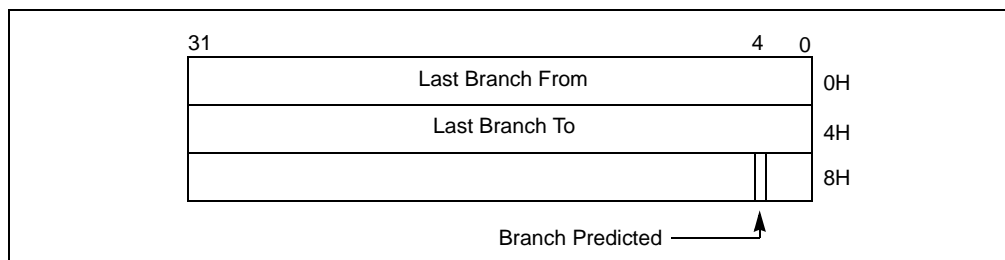 31 4 0
Last Branch From 0H
Last Branch To 4H
8H
Branch Predicted